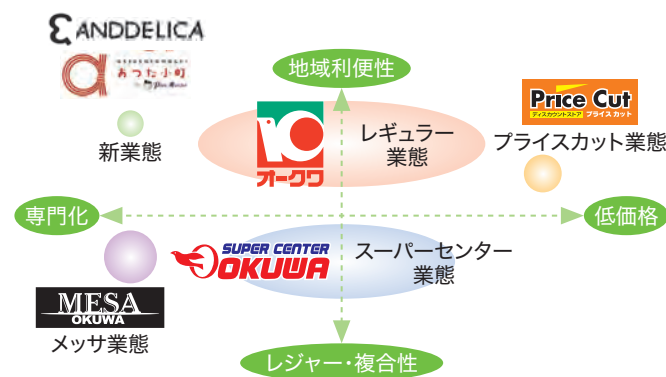 ANDDELICA
あつた小町
地域利便性
Price Cut
ディスカウントストア プライスカット
新業態
オークワ
レギュラー
業態
プライスカット業態
専門化
低価格
SUPER CENTER
OKUWA
スーパーセンター
業態
MESA
OKUWA
メッサ業態
レジャー・複合性